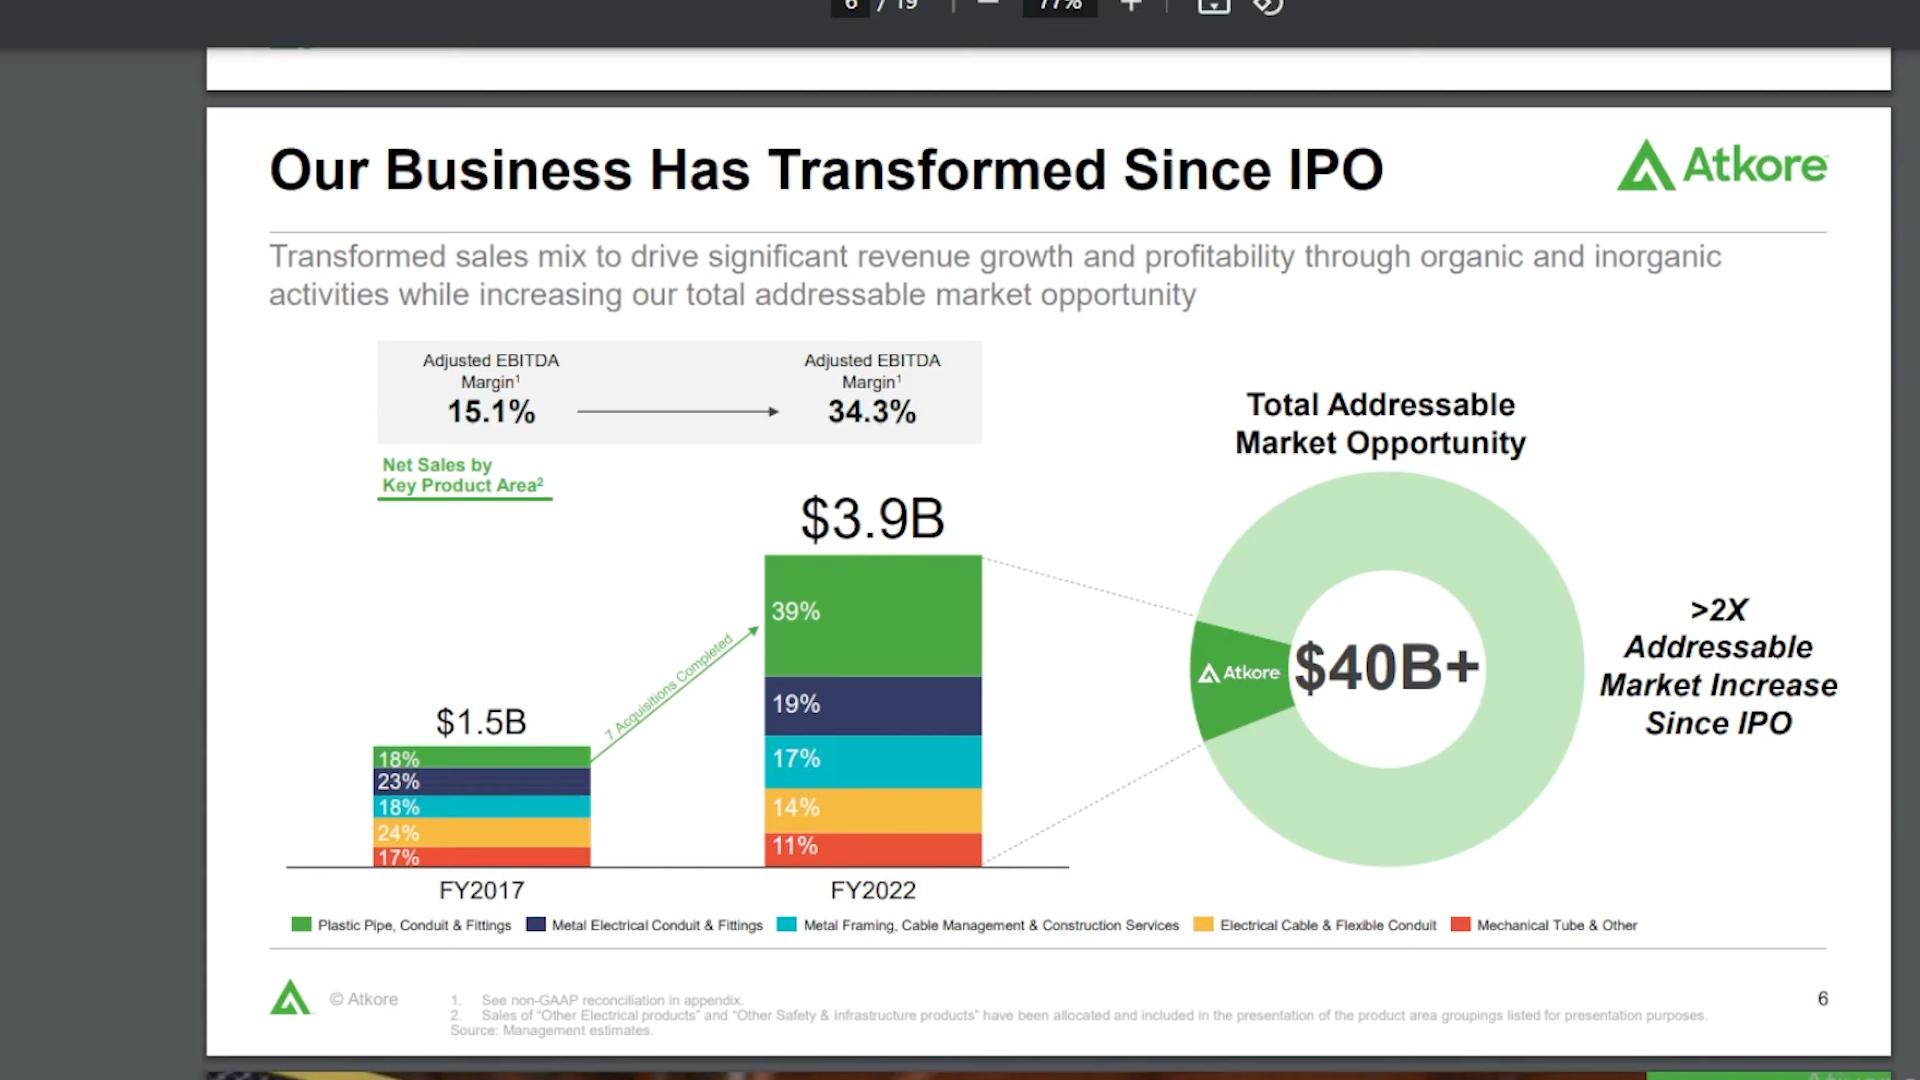 6 / 19 77%
Our Business Has Transformed Since IPO
Atkore
Transformed sales mix to drive significant revenue growth and profitability through organic and inorganic
activities while increasing our total addressable market opportunity
Adjusted EBITDA
Margin¹
15.1%
Adjusted EBITDA
Margin¹
34.3%
Net Sales by
Key Product Area²
$3.9B
39%
19%
17%
14%
11%
7 Acquisitions Completed
$1.5B
18%
23%
18%
24%
17%
FY2017
FY2022
Total Addressable
Market Opportunity
Atkore
$40B+
>2X
Addressable
Market Increase
Since IPO
Plastic Pipe, Conduit & Fittings
Metal Electrical Conduit & Fittings
Metal Framing, Cable Management & Construction Services
Electrical Cable & Flexible Conduit
Mechanical Tube & Other
© Atkore
1. See non-GAAP reconciliation in appendix.
2. Sales of “Other Electrical products” and “Other Safety & Infrastructure products” have been allocated and included in the presentation of the product area groupings listed for presentation purposes.
Source: Management estimates.
6